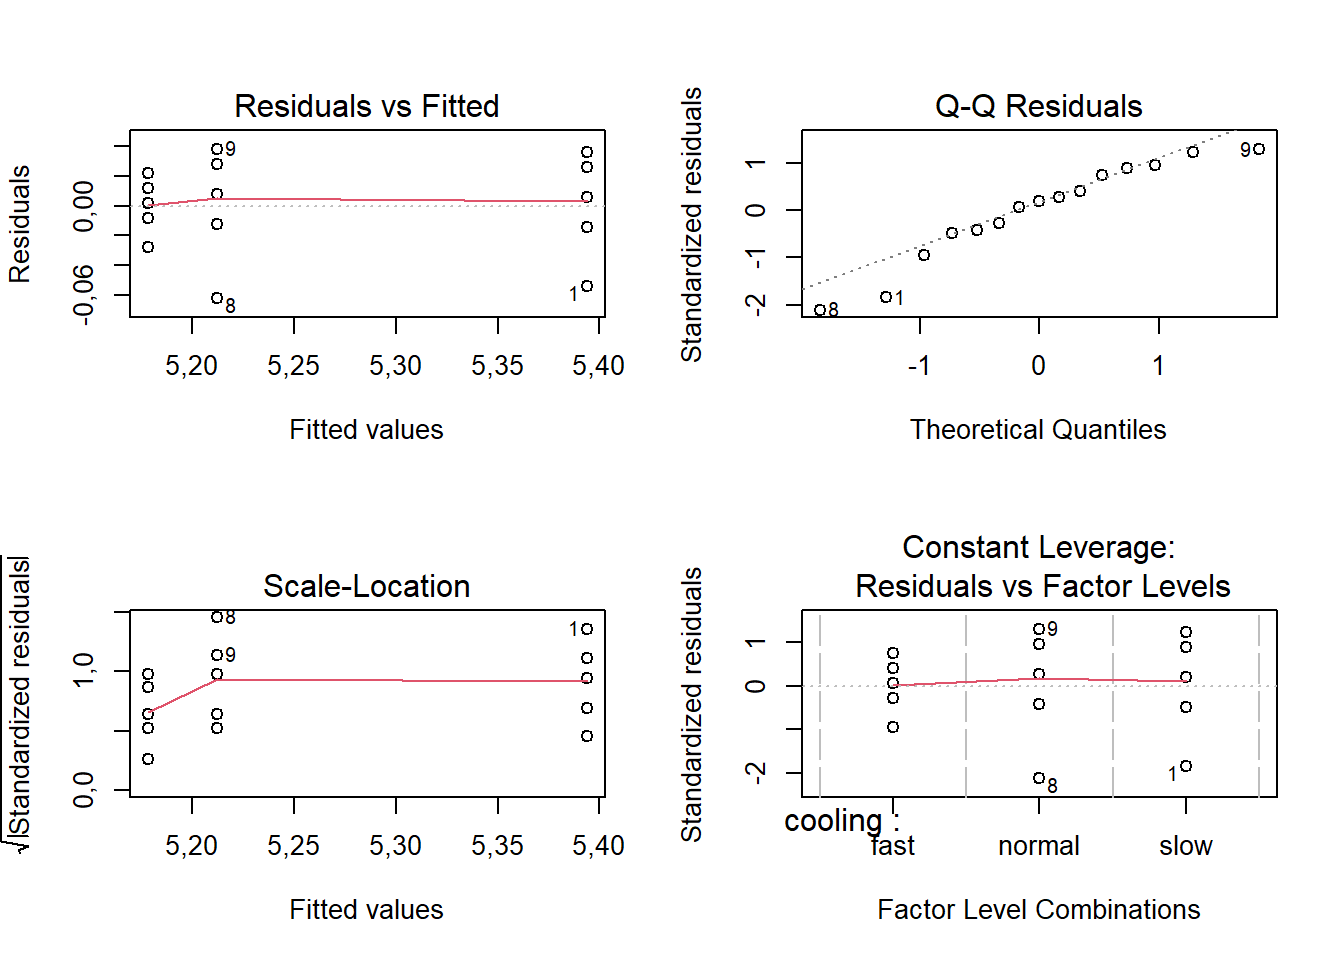 Residuals vs Fitted
Residuals
0,00
-0,06
9
8
1
5,20 5,25 5,30 5,35 5,40
Fitted values
Q-Q Residuals
Standardized residuals
1
0
-1
-2
8
1
9
-1 0 1
Theoretical Quantiles
Scale-Location
√|Standardized residuals|
1,0
0,0
8
9
1
5,20 5,25 5,30 5,35 5,40
Fitted values
Constant Leverage:
Residuals vs Factor Levels
Standardized residuals
1
0
-2
9
8
1
cooling :
fast normal slow
Factor Level Combinations